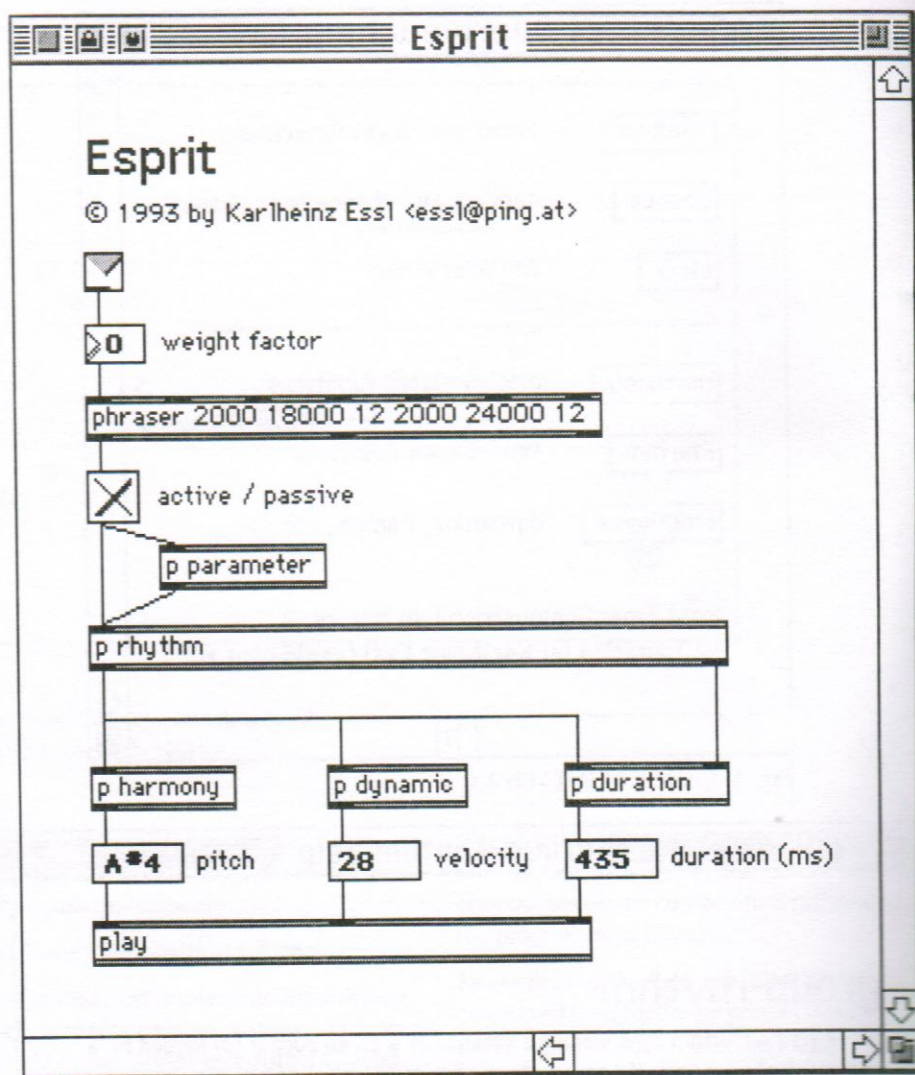 Esprit
Esprit
© 1993 by Karlheinz Essl <essl@ping.at>
0 weight factor
phraser 2000 18000 12 2000 24000 12
active / passive
p parameter
p rhythm
p harmony p dynamic p duration
A#4 pitch 28 velocity 435 duration (ms)
play